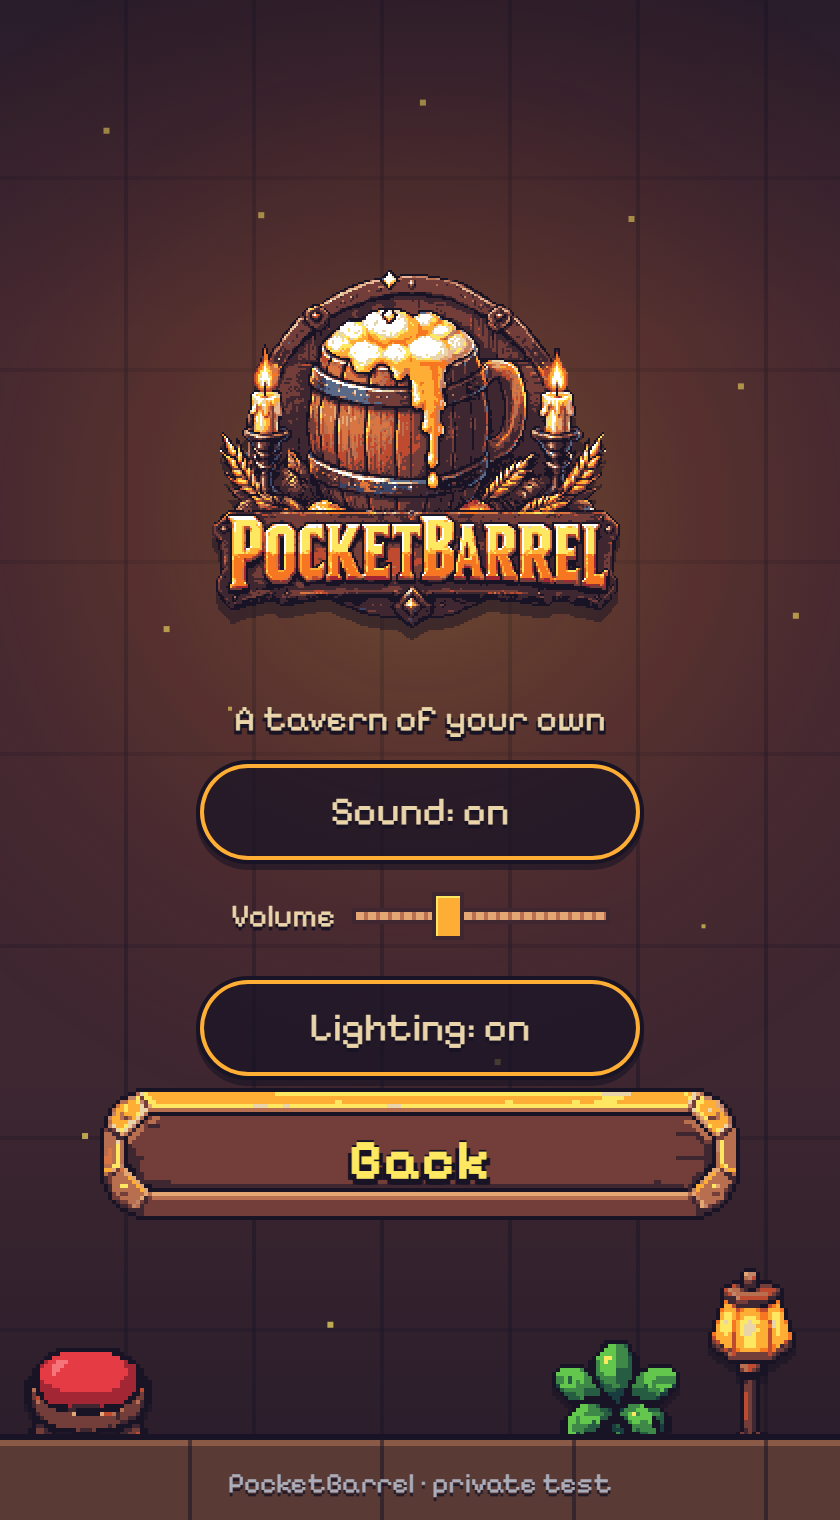 POCKETBARREL
A tavern of your own
Sound: on
Volume
Lighting: on
Back
PocketBarrel · private test